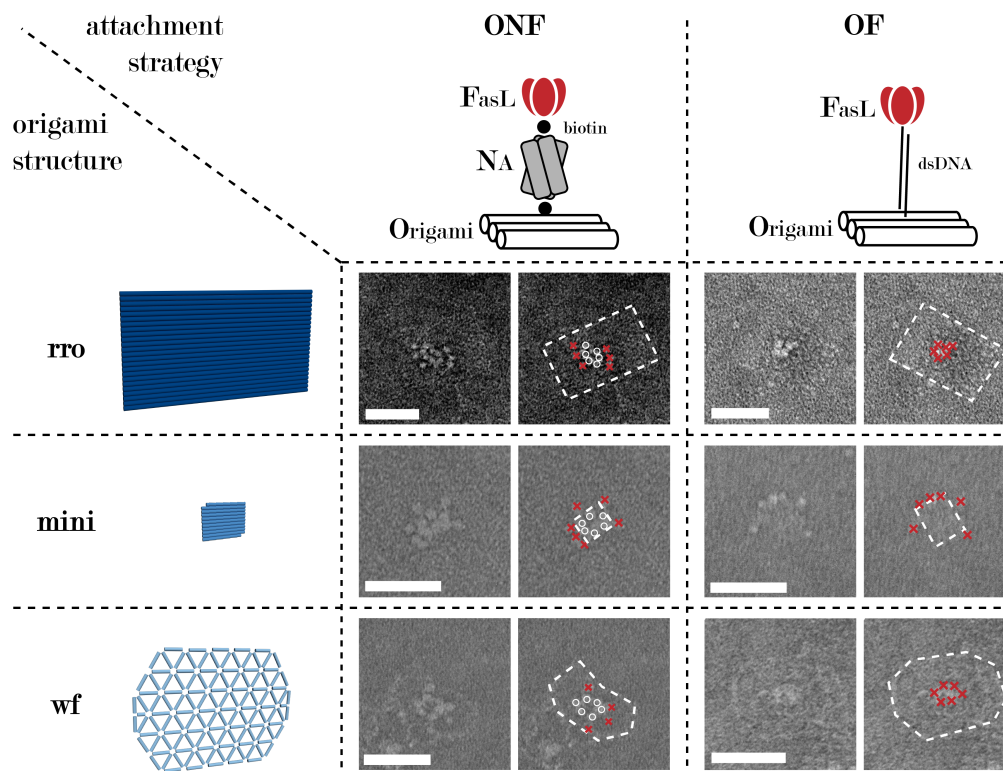 attachment
strategy
ONF
OF
origami
structure
FasL
biotin
NA
Origami
FasL
dsDNA
Origami
rro
mini
wf